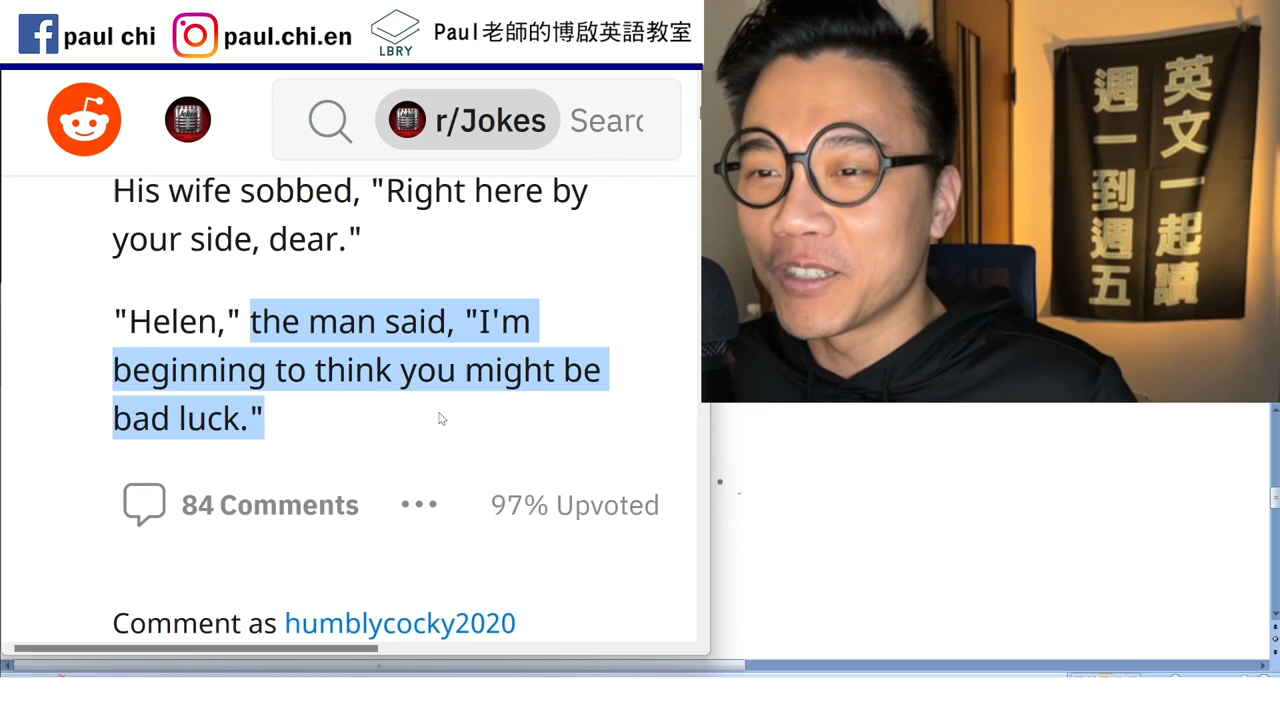 paul chi
paul.chi.en
LBRY
Paul老師的博啟英語教室
r/Jokes
Searc
His wife sobbed, "Right here by
your side, dear."
"Helen," the man said, "I'm
beginning to think you might be
bad luck."
84 Comments
97% Upvoted
Comment as humblycocky2020
英文一起讀
週一到週五